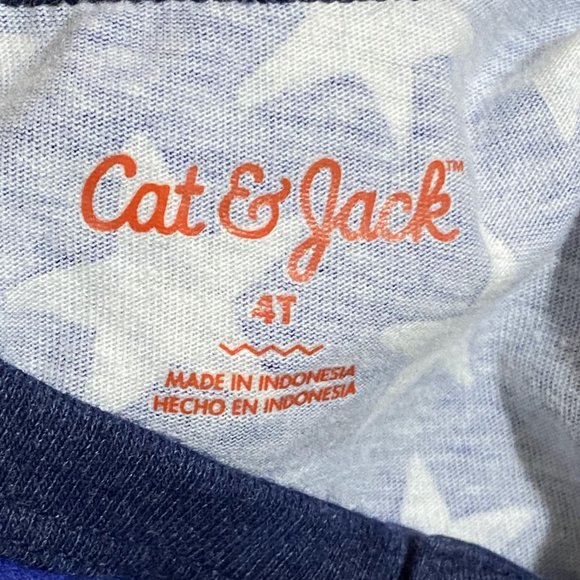 Cat & Jack™
4T
MADE IN INDONESIA
HECHO EN INDONESIA